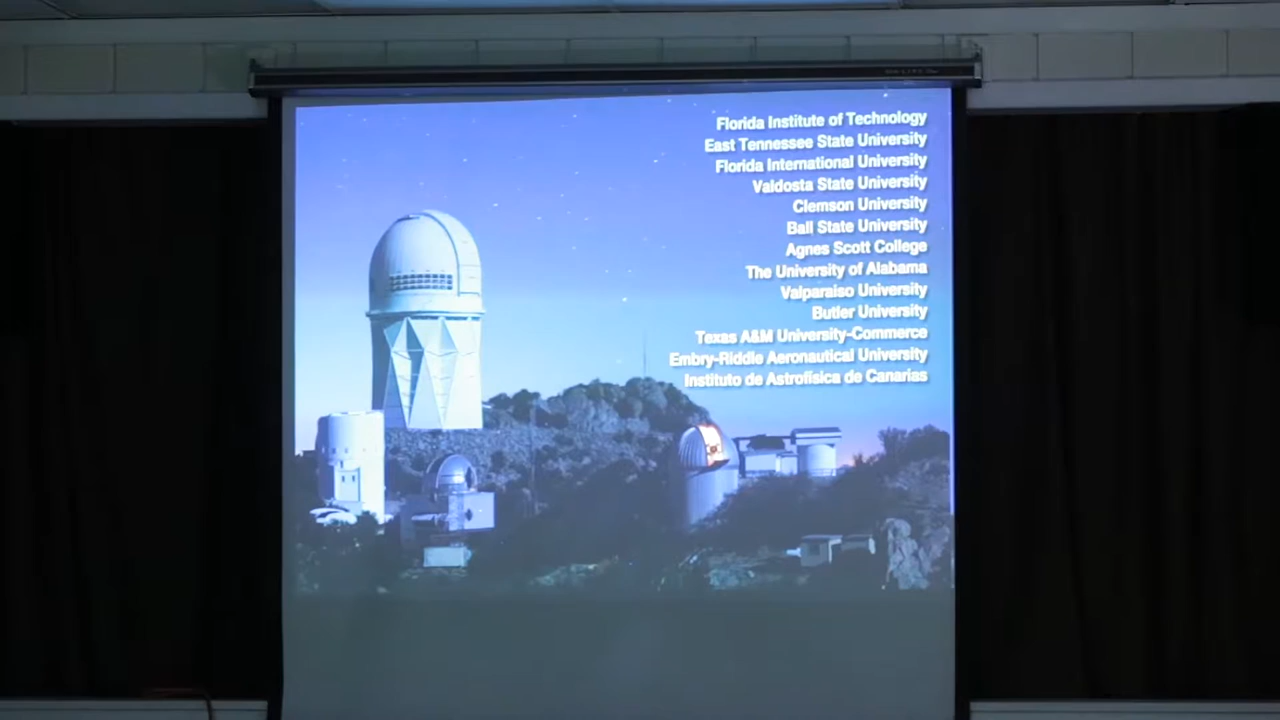 Florida Institute of Technology
East Tennessee State University
Florida International University
Valdosta State University
Clemson University
Ball State University
Agnes Scott College
The University of Alabama
Valparaiso University
Butler University
Texas A&M University-Commerce
Embry-Riddle Aeronautical University
Instituto de Astrofísica de Canarias